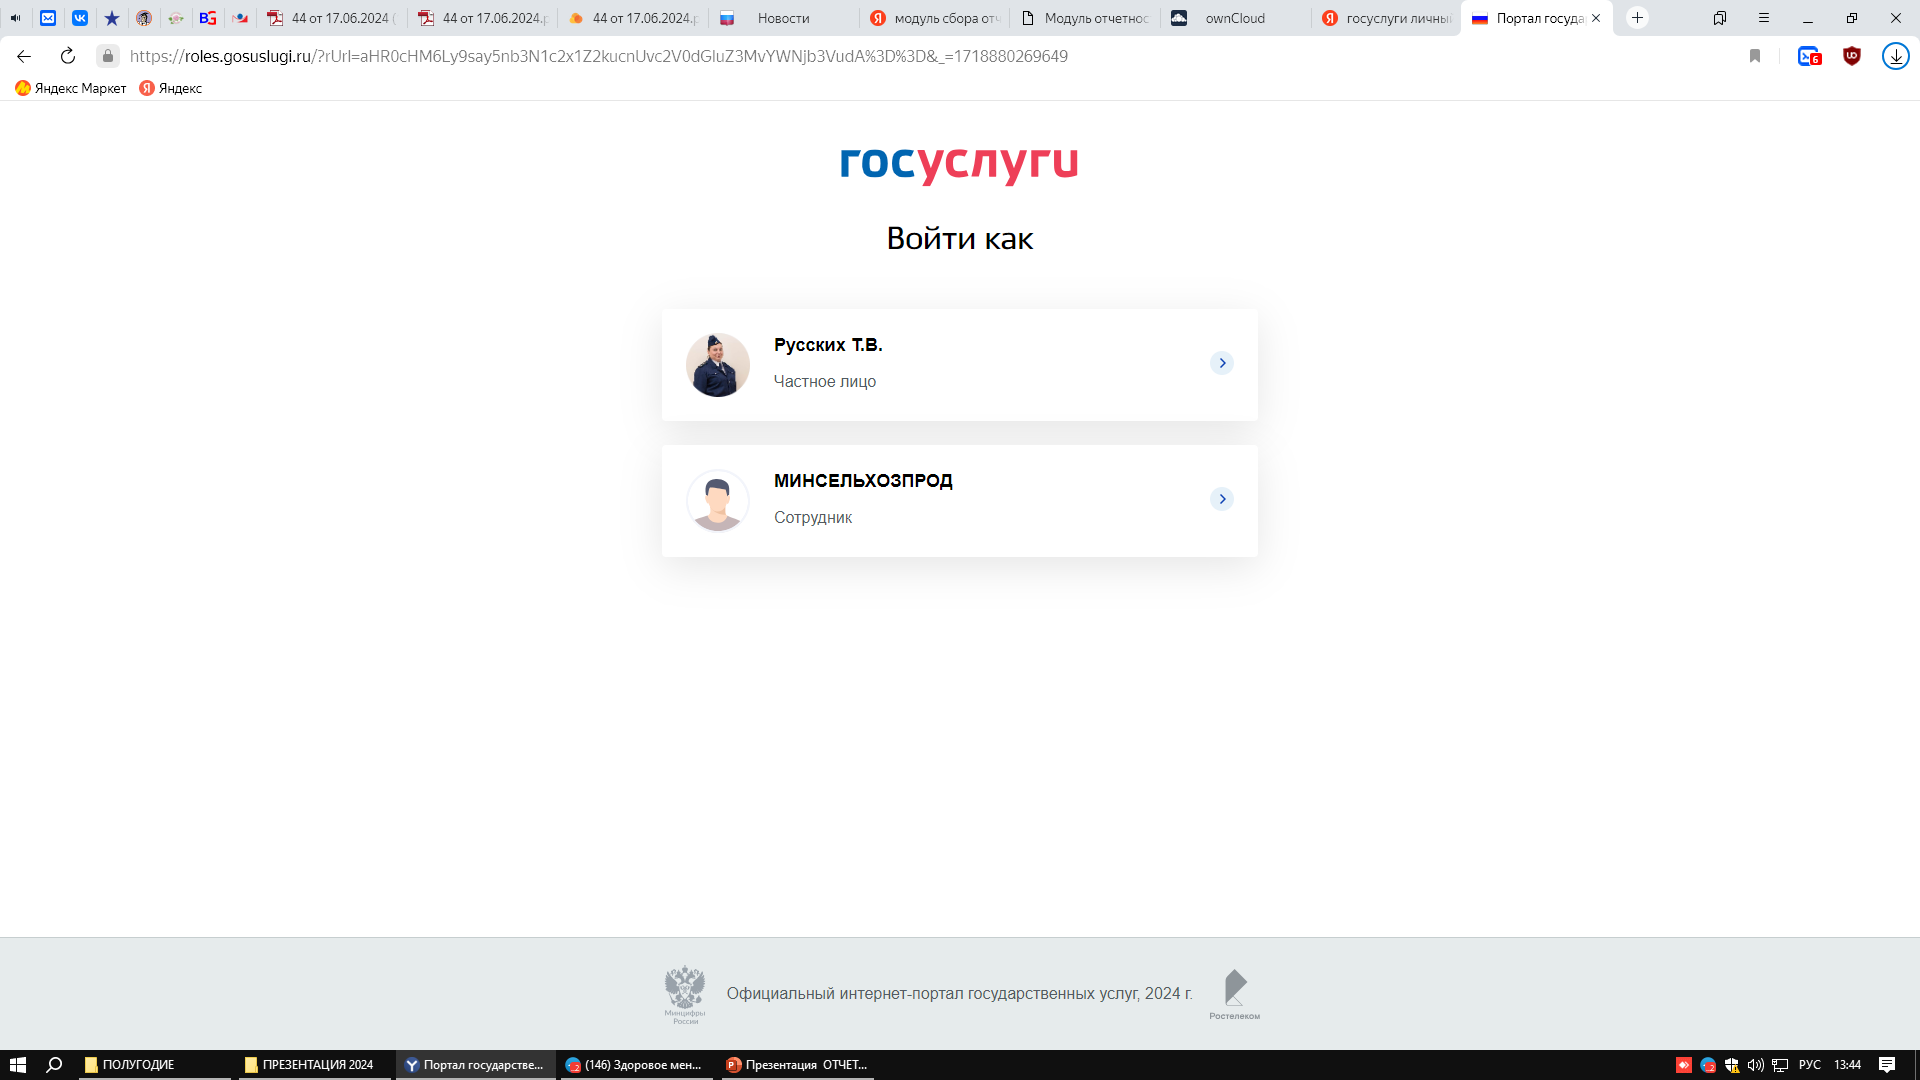 44 от 17.06.2024 (
44 от 17.06.2024.р
44 от 17.06.2024.р
Новости
модуль сбора отч
Модуль отчетнос
ownCloud
госуслуги личный
Портал госуда
https://roles.gosuslugi.ru/?rUrl=aHR0cHM6Ly9say5nb3N1c2x1Z2kucnUvc2V0dGluZ3MvYWNjb3VudA%3D%3D&_=1718880269649
6
Яндекс Маркет
Яндекс
госуслуги
Войти как
Русских Т.В.
Частное лицо
МИНСЕЛЬХОЗПРОД
Сотрудник
Минцифры
России
Официальный интернет-портал государственных услуг, 2024 г.
Ростелеком
ПОЛУГОДИЕ
ПРЕЗЕНТАЦИЯ 2024
Портал государстве...
(146) Здоровое мен...
Презентация ОТЧЕТ...
РУС
13:44